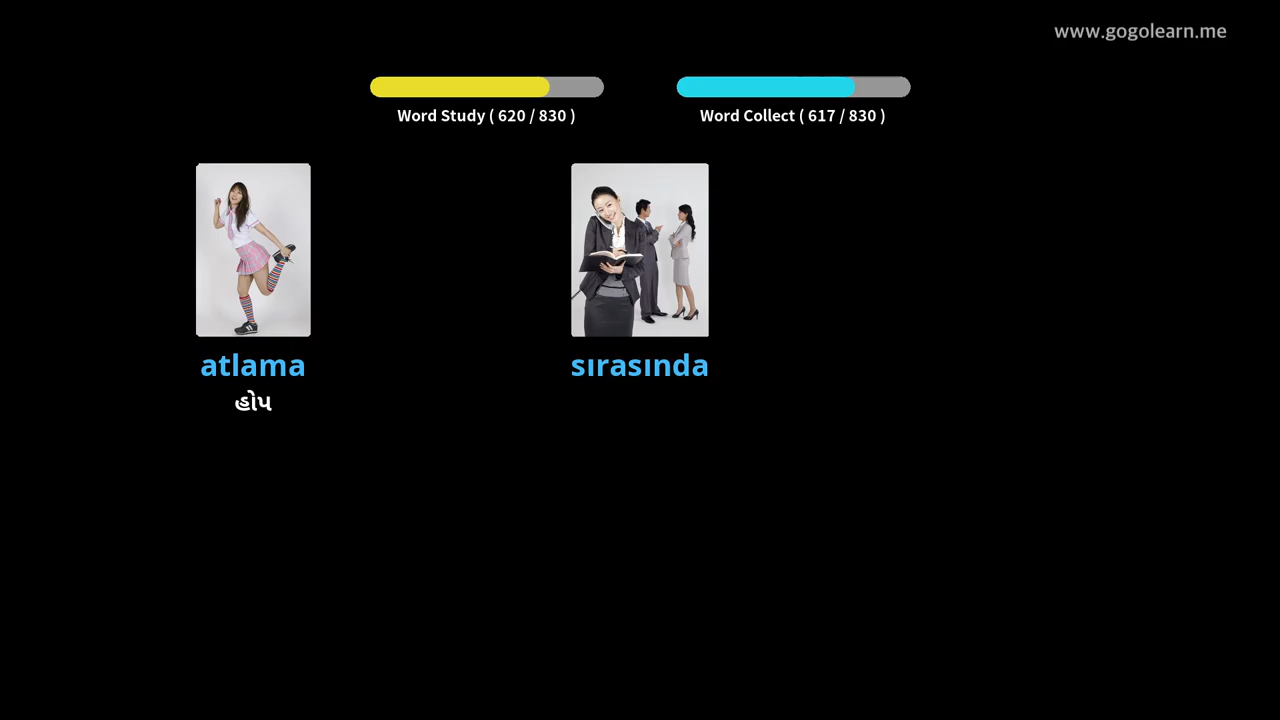 www.gogolearn.me
Word Study ( 620 / 830 )
Word Collect ( 617 / 830 )
atlama
હોપ
sırasında